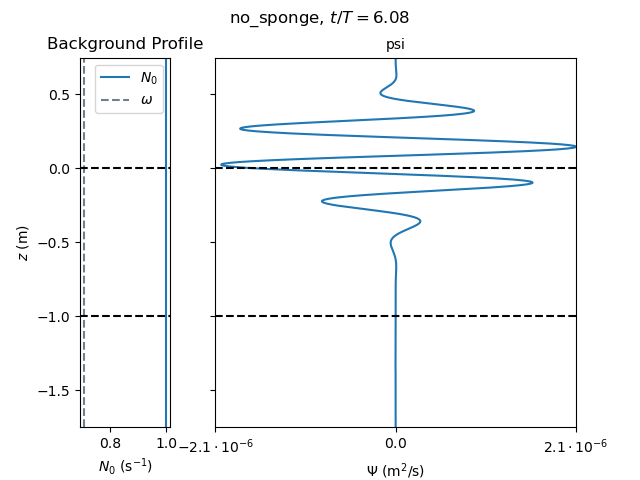 no_sponge, t/T = 6.08
Background Profile
psi
N₀
ω
0.5
0.0
−0.5
−1.0
−1.5
z (m)
0.8
1.0
N₀ (s⁻¹)
−2.1 · 10⁻⁶
0.0
2.1 · 10⁻⁶
Ψ (m²/s)